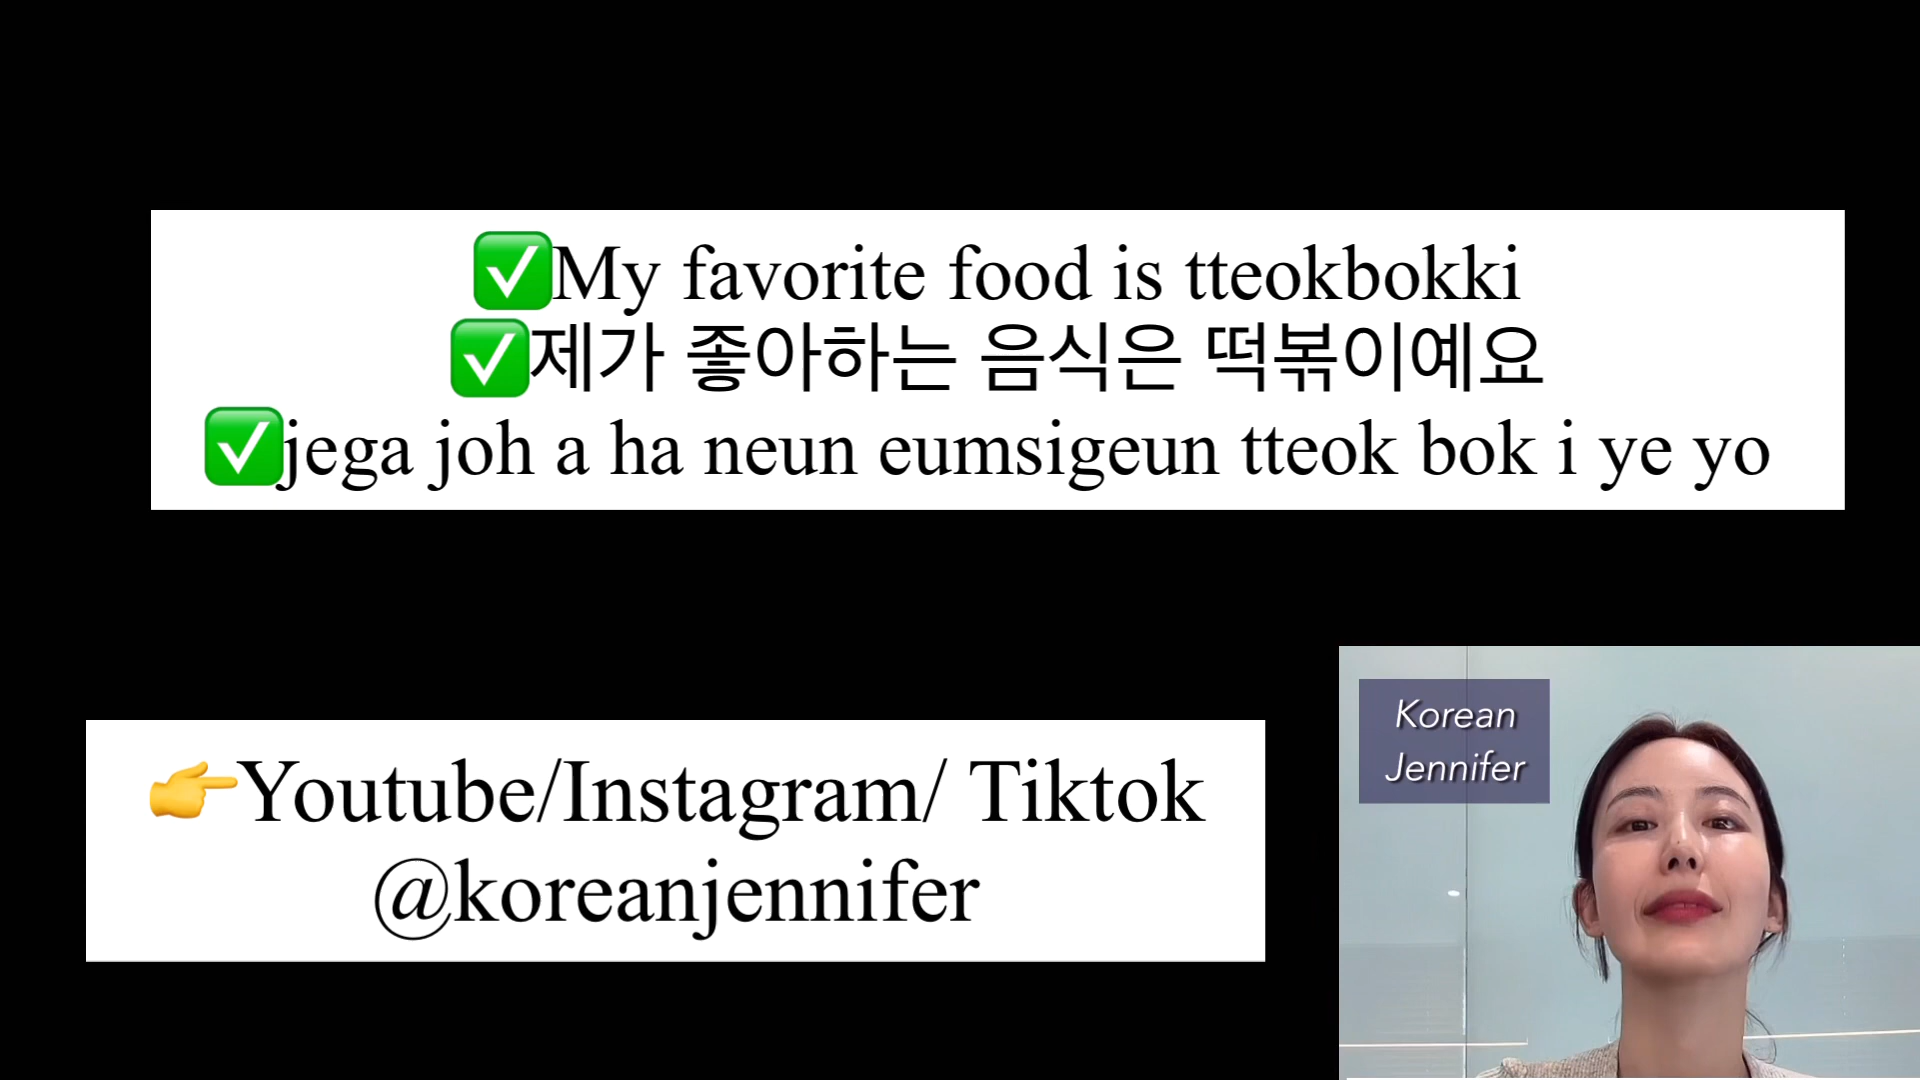 ✅My favorite food is tteokbokki
✅제가 좋아하는 음식은 떡볶이예요
✅jega joh a ha neun eumsigeun tteok bok i ye yo
👉Youtube/Instagram/ Tiktok
@koreanjennifer
Korean
Jennifer